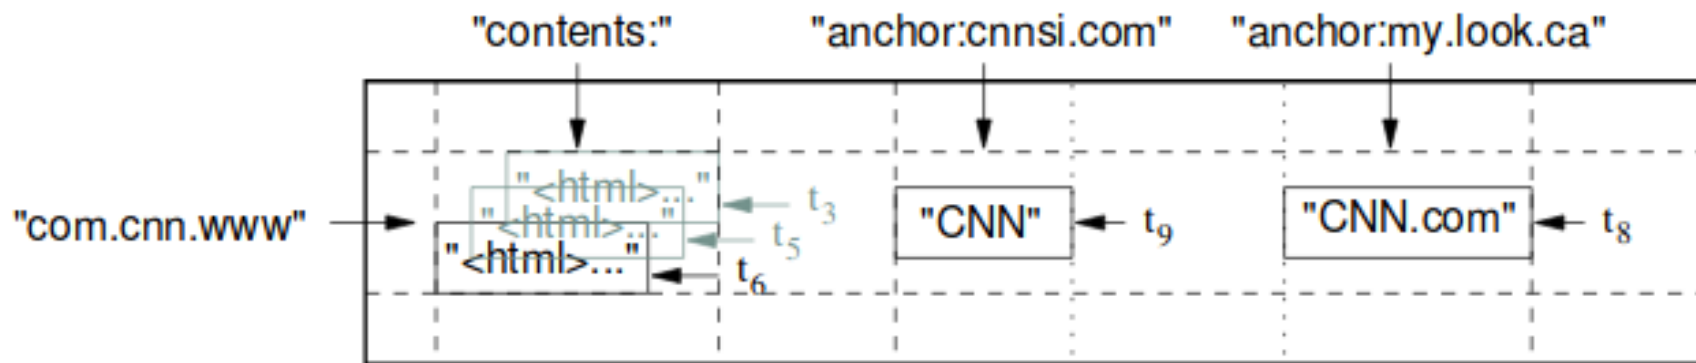 "contents:" "anchor:cnnsi.com" "anchor:my.look.ca"
"<html>..." t3
"com.cnn.www" "<html>..." t5 "CNN" t9 "CNN.com" t8
"<html>..." t6